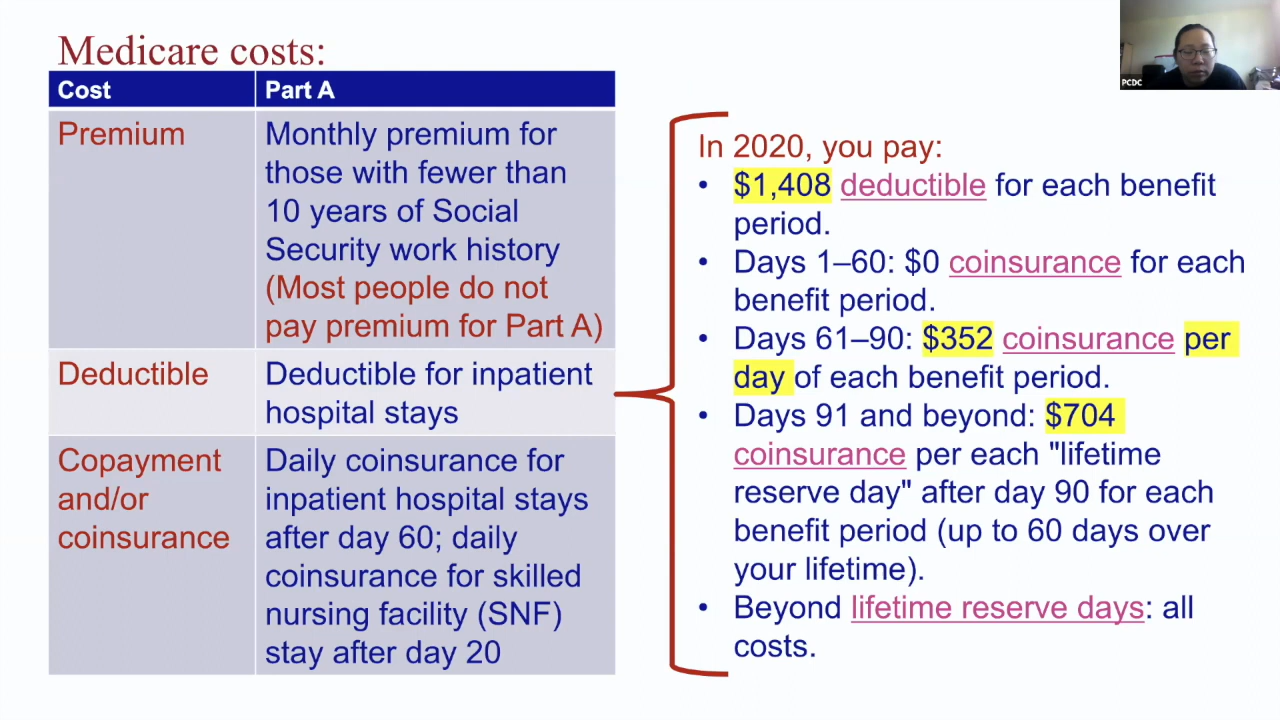 Medicare costs:
Cost
Part A
Premium
Monthly premium for
those with fewer than
10 years of Social
Security work history
(Most people do not
pay premium for Part A)
Deductible
Deductible for inpatient
hospital stays
Copayment
and/or
coinsurance
Daily coinsurance for
inpatient hospital stays
after day 60; daily
coinsurance for skilled
nursing facility (SNF)
stay after day 20
In 2020, you pay:
• $1,408 deductible for each benefit
period.
• Days 1–60: $0 coinsurance for each
benefit period.
• Days 61–90: $352 coinsurance per
day of each benefit period.
• Days 91 and beyond: $704
coinsurance per each "lifetime
reserve day" after day 90 for each
benefit period (up to 60 days over
your lifetime).
• Beyond lifetime reserve days: all
costs.
PCDC